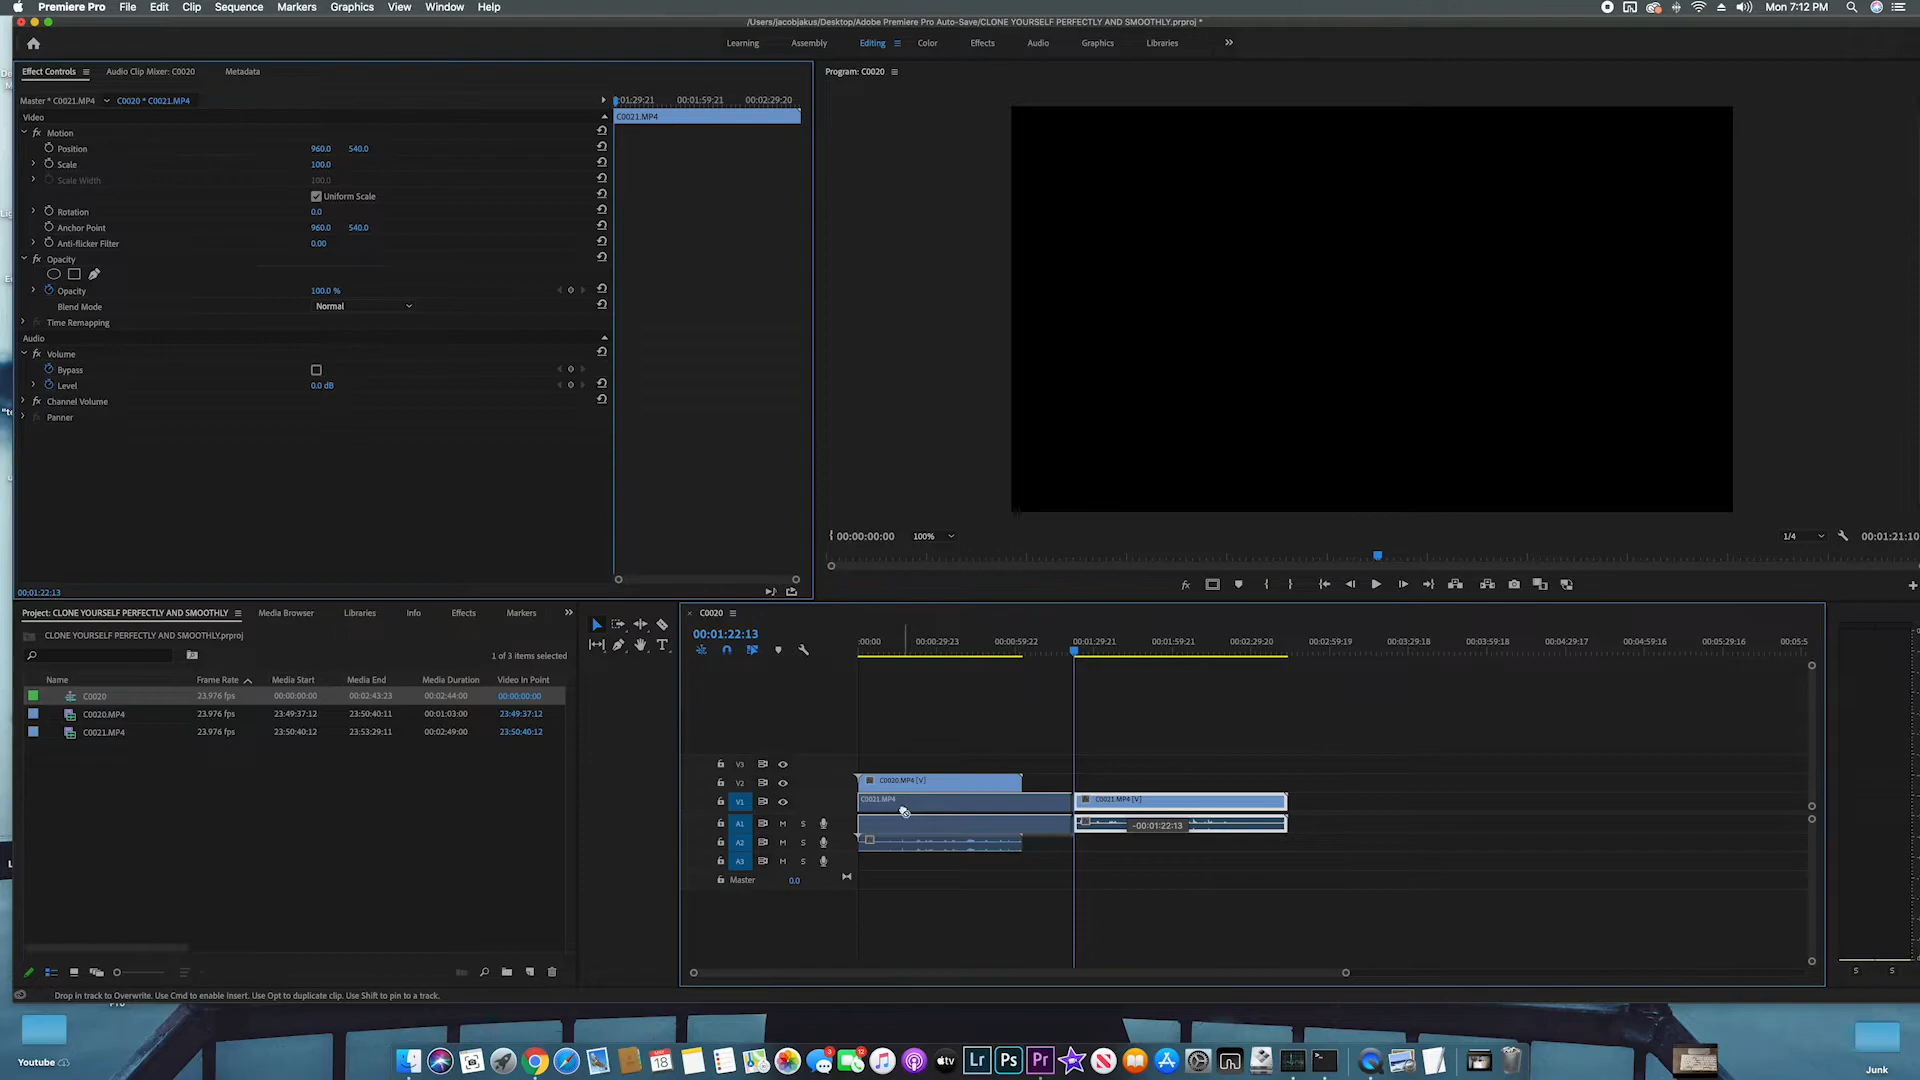 Premiere Pro File Edit Clip Sequence Markers Graphics View Window Help
Mon 7:12 PM
/Users/jacobjakus/Desktop/Adobe Premiere Pro Auto-Save/CLONE YOURSELF PERFECTLY AND SMOOTHLY.prproj *
Learning Assembly Editing Color Effects Audio Graphics Libraries
Effect Controls Audio Clip Mixer: C0020 Metadata
Program: C0020
Master * C0021.MP4 C0020 * C0021.MP4
:01:29:21 00:01:59:21 00:02:29:20
Video
C0021.MP4
fx Motion
Position 960.0 540.0
Scale 100.0
Scale Width 100.0
Uniform Scale
Rotation 0.0
Anchor Point 960.0 540.0
Anti-flicker Filter 0.00
fx Opacity
Opacity 100.0 %
Blend Mode Normal
fx Time Remapping
Audio
fx Volume
Bypass
Level 0.0 dB
fx Channel Volume
fx Panner
00:00:00:00 100% 1/4 00:01:21:10
fx
00:01:22:13
Project: CLONE YOURSELF PERFECTLY AND SMOOTHLY Media Browser Libraries Info Effects Markers
CLONE YOURSELF PERFECTLY AND SMOOTHLY.prproj
1 of 3 items selected
Name Frame Rate Media Start Media End Media Duration Video In Point
C0020 23.976 fps 00:00:00:00 00:02:43:23 00:02:44:00 00:00:00:00
C0020.MP4 23.976 fps 23:49:37:12 23:50:40:11 00:01:03:00 23:49:37:12
C0021.MP4 23.976 fps 23:50:40:12 23:53:29:11 00:02:49:00 23:50:40:12
C0020
00:01:22:13
:00:00 00:00:29:23 00:00:59:22 00:01:29:21 00:01:59:21 00:02:29:20 00:02:59:19 00:03:29:18 00:03:59:18 00:04:29:17 00:04:59:16 00:05:29:16 00:05:5
V3
V2 C0020.MP4 [V]
V1 C0021.MP4 C0021.MP4 [V]
A1 M S -00:01:22:13
A2 M S
A3 M S
Master 0.0
S S
Drop in track to Overwrite. Use Cmd to enable Insert. Use Opt to duplicate clip. Use Shift to pin to a track.
Pro
Youtube
3 12 18 tv Lr Ps Pr
Junk